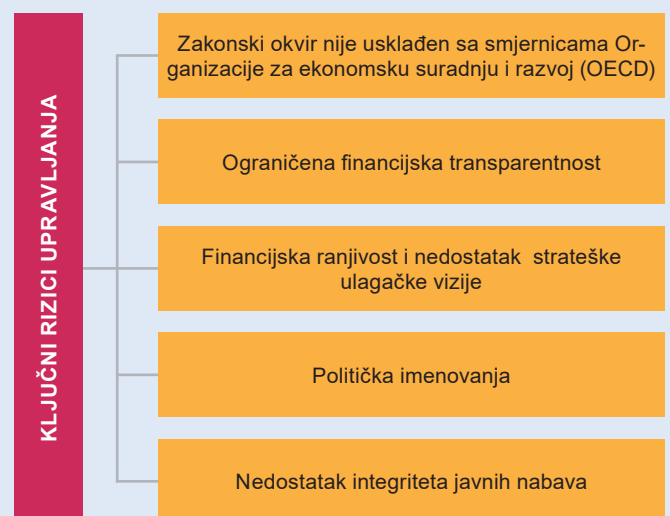 KLJUČNI RIZICI UPRAVLJANJA
Zakonski okvir nije usklađen sa smjernicama Or-
ganizacije za ekonomsku suradnju i razvoj (OECD)
Ograničena financijska transparentnost
Financijska ranjivost i nedostatak  strateške
ulagačke vizije
Politička imenovanja
Nedostatak integriteta javnih nabava